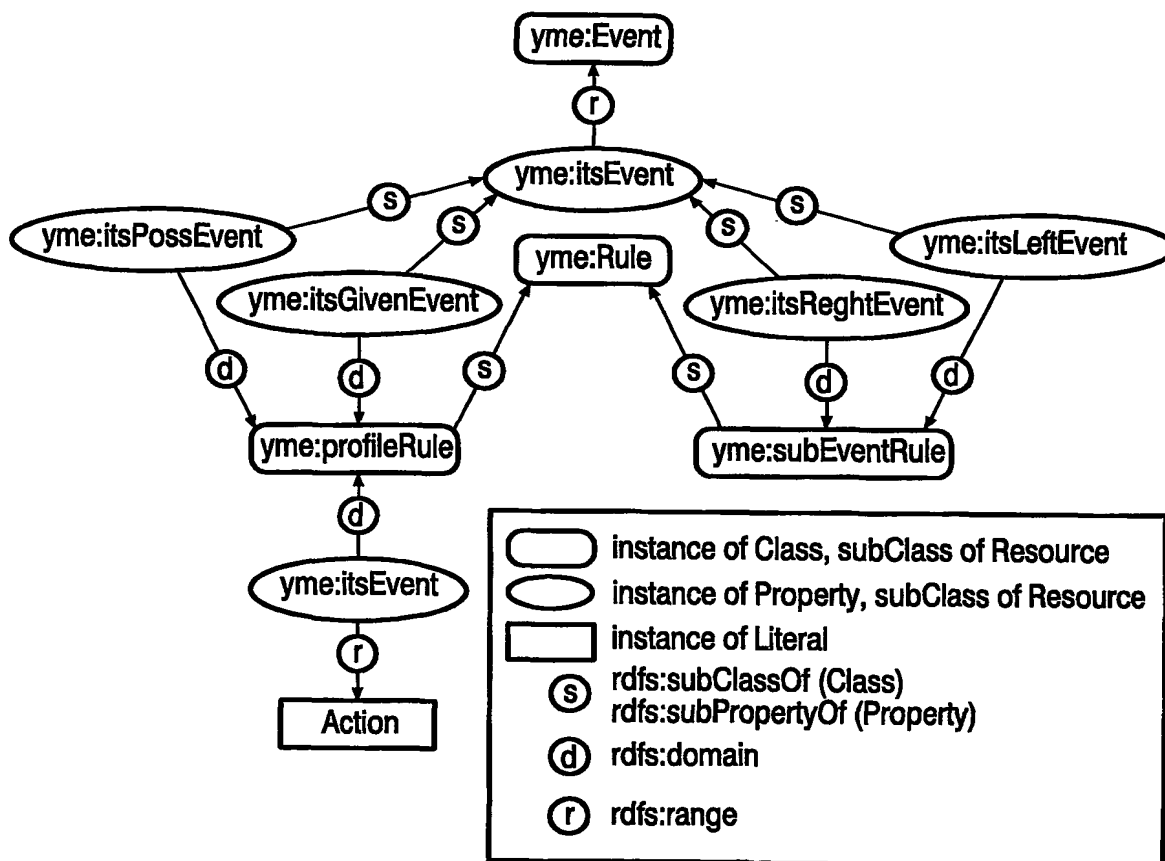 yme:Event
r
yme:itsEvent
s
s
s
s
yme:itsPossEvent
yme:itsLeftEvent
yme:Rule
yme:itsGivenEvent
yme:itsReghtEvent
d
d
s
s
d
d
yme:profileRule
yme:subEventRule
d
yme:itsEvent
r
Action
instance of Class, subClass of Resource
instance of Property, subClass of Resource
instance of Literal
s
rdfs:subClassOf (Class)
rdfs:subPropertyOf (Property)
d rdfs:domain
r rdfs:range